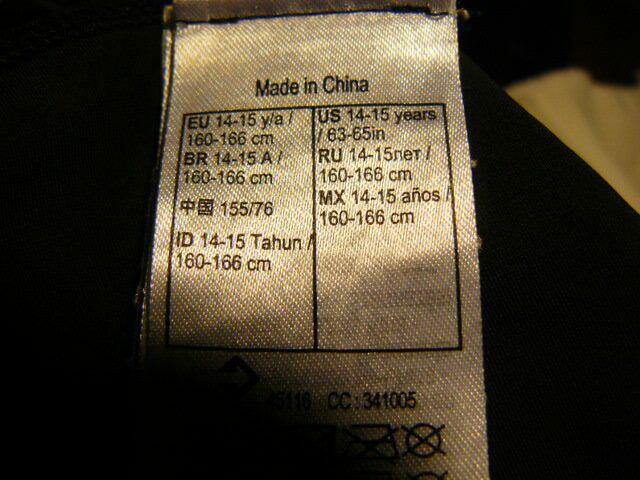 Made in China
EU 14-15 y/a /
160-166 cm
BR 14-15 A /
160-166 cm
中国 155/76
ID 14-15 Tahun /
160-166 cm
US 14-15 years
/ 63-65in
RU 14-15лет /
160-166 cm
MX 14-15 años /
160-166 cm
CC : 341005